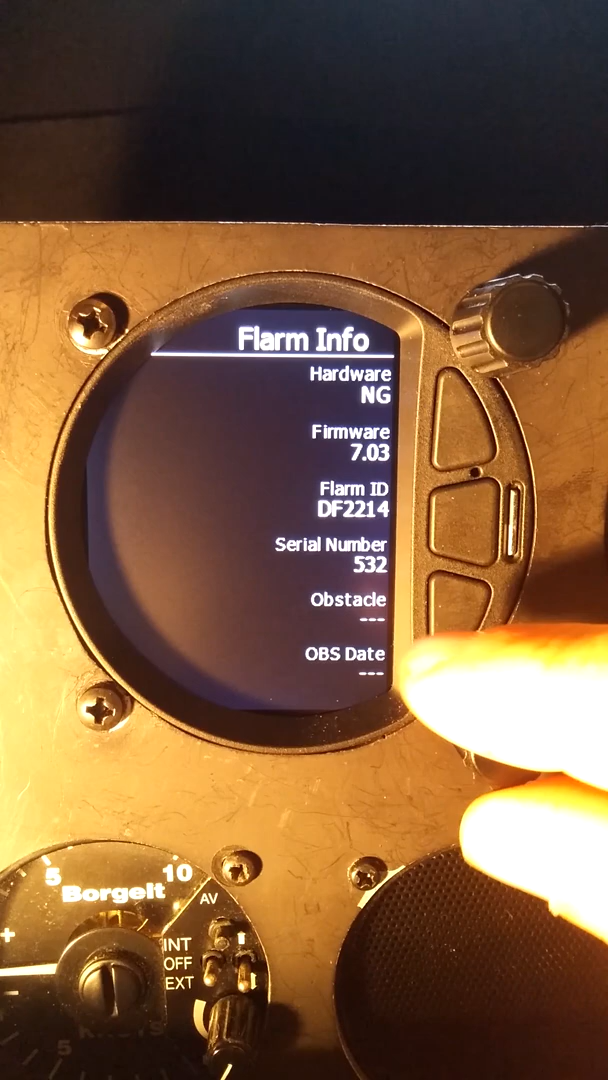 Flarm Info
Hardware
NG
Firmware
7.03
Flarm ID
DF2214
Serial Number
532
Obstacle
---
OBS Date
---
5
10
Borgelt
AV
+
INT
OFF
EXT
-
5